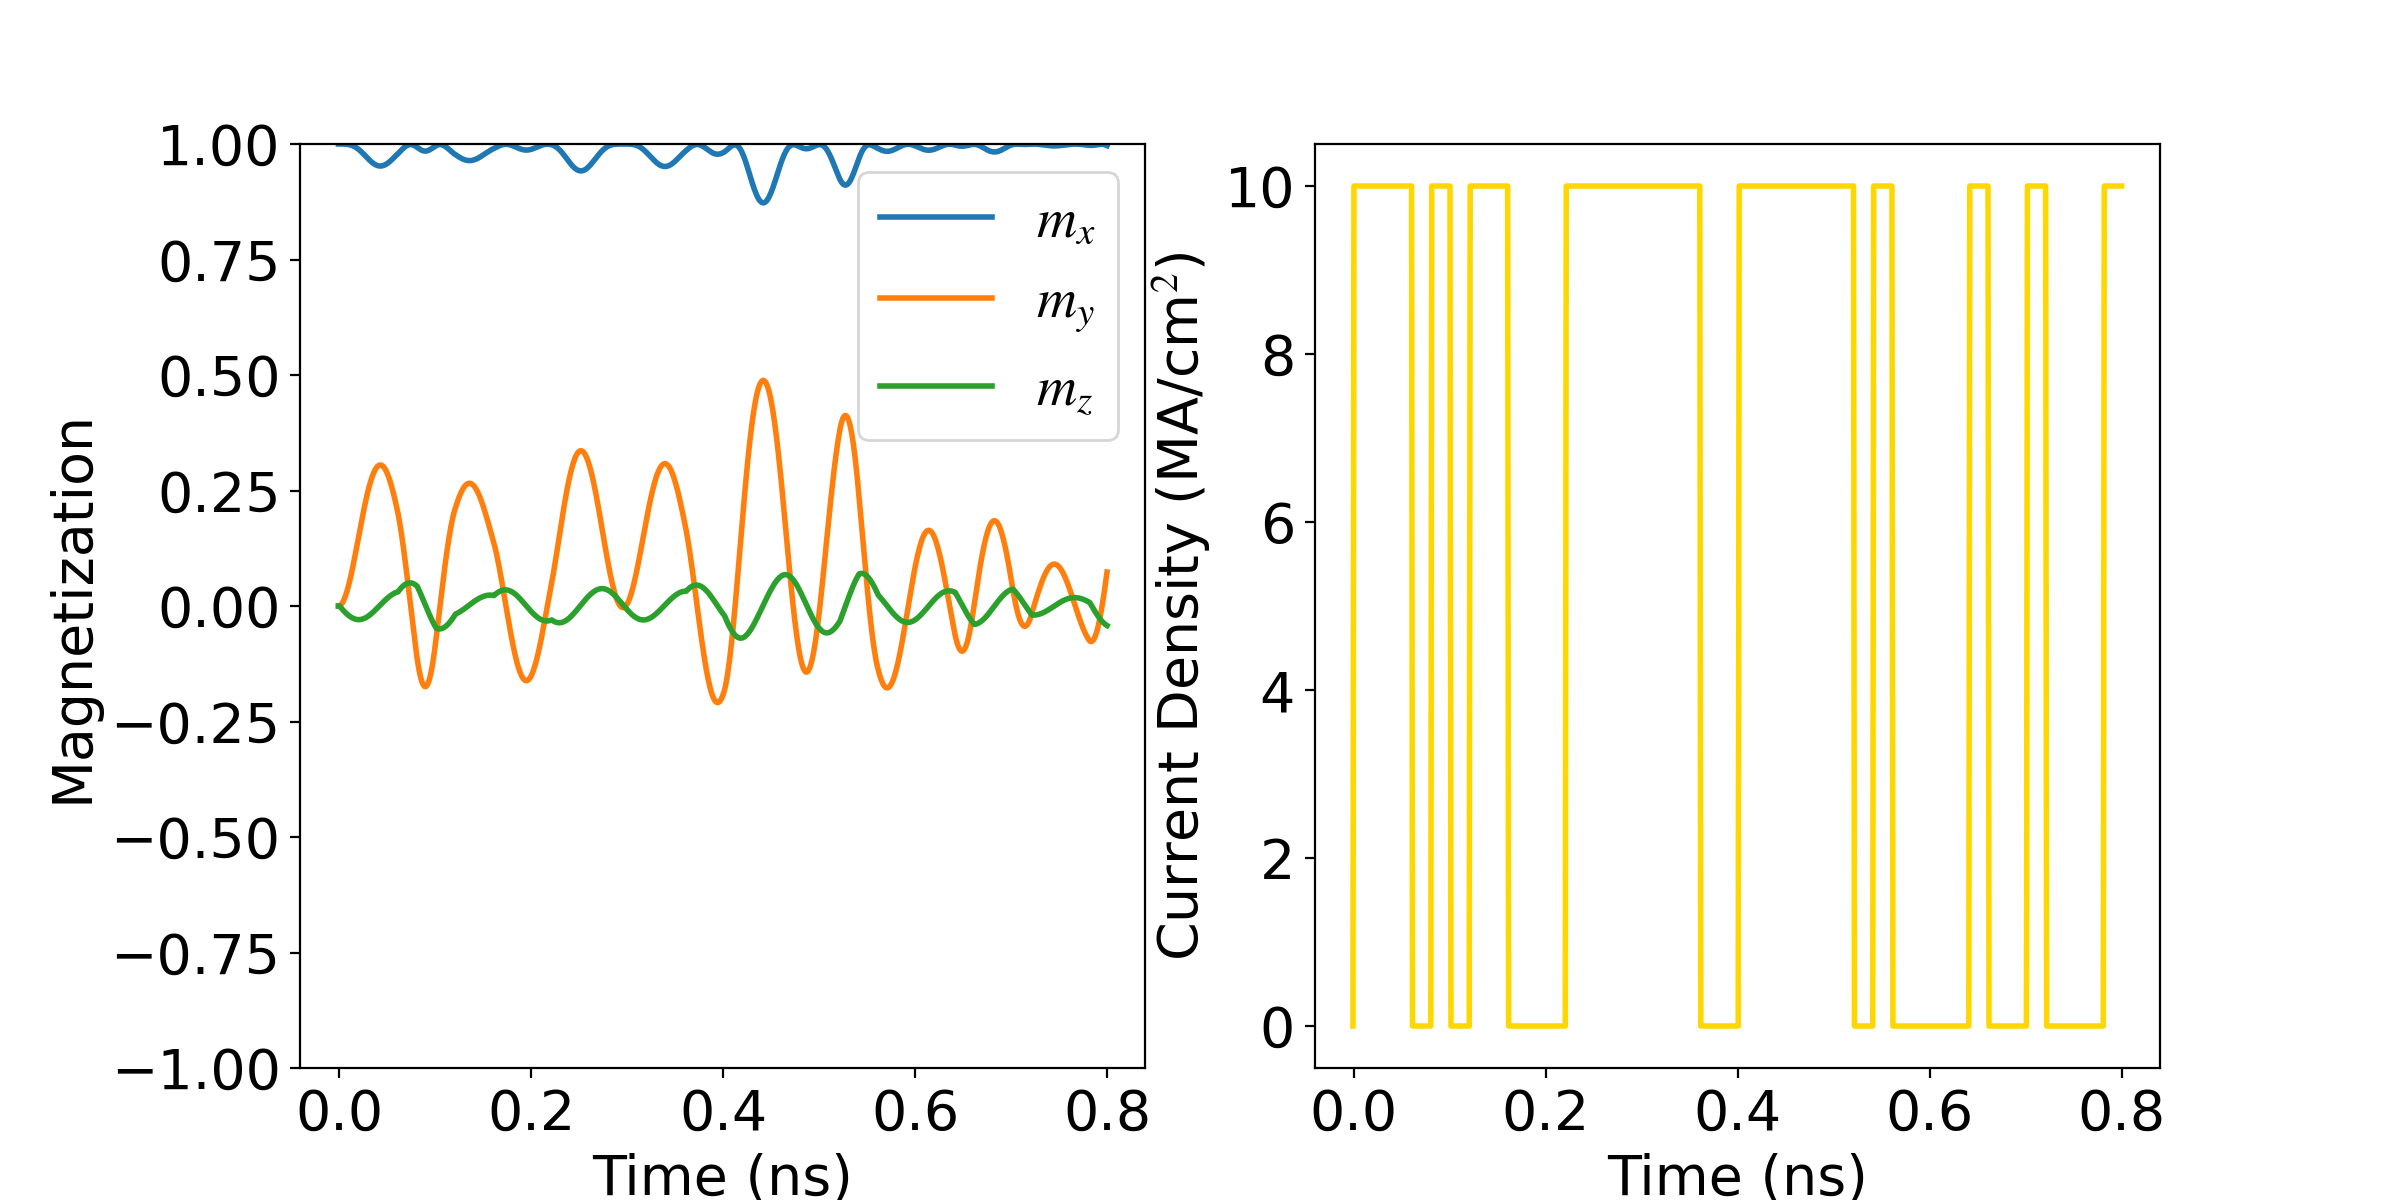 Magnetization
1.00
0.75
0.50
0.25
0.00
−0.25
−0.50
−0.75
−1.00
0.0 0.2 0.4 0.6 0.8
Time (ns)
m_x
m_y
m_z
Current Density (MA/cm²)
10
8
6
4
2
0
0.0 0.2 0.4 0.6 0.8
Time (ns)